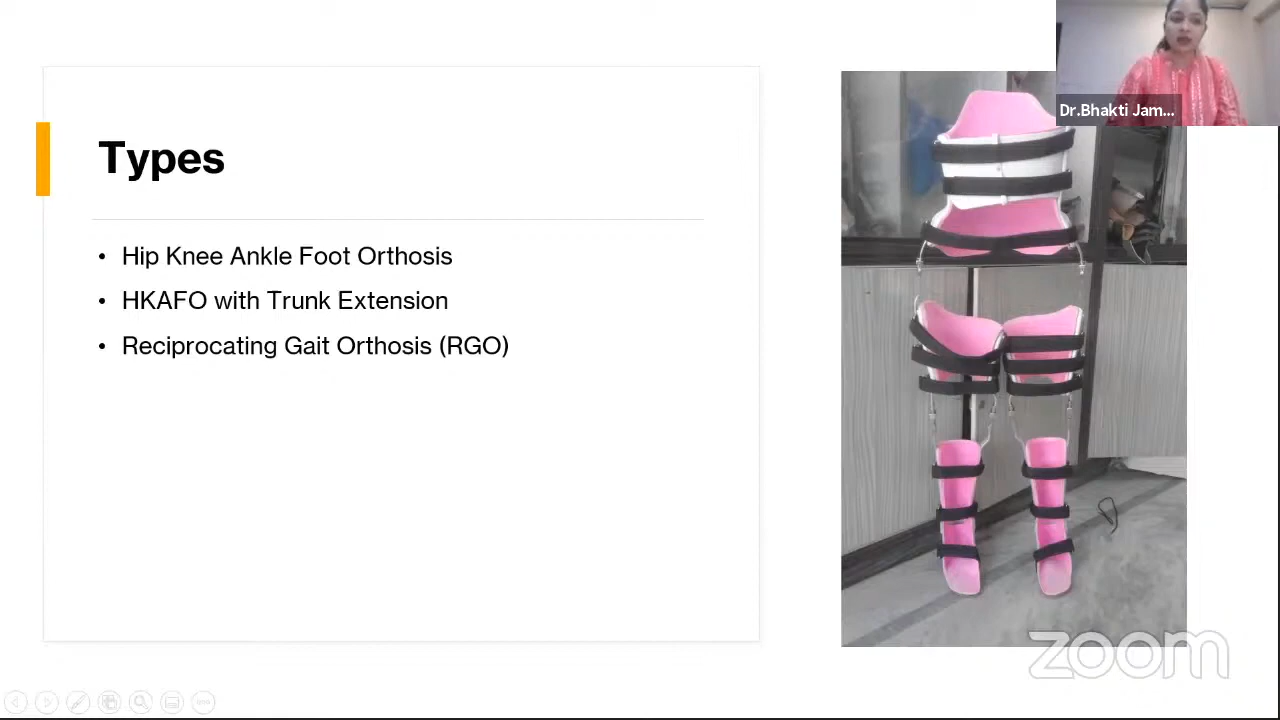 Types
• Hip Knee Ankle Foot Orthosis
• HKAFO with Trunk Extension
• Reciprocating Gait Orthosis (RGO)
Dr.Bhakti Jam...
zoom